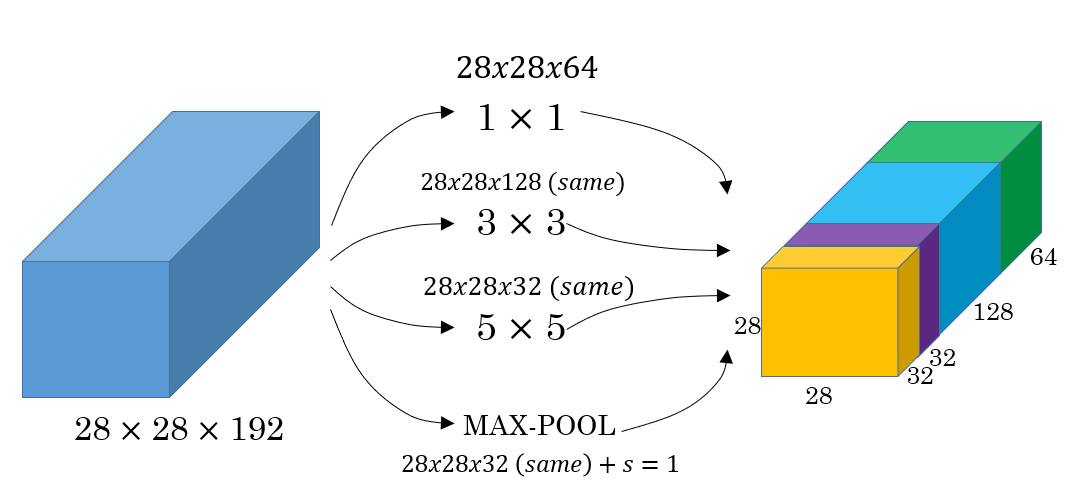 28x28x64
1 × 1
28x28x128 (same)
3 × 3
28x28x32 (same)
5 × 5
MAX-POOL
28x28x32 (same) + s = 1
28 × 28 × 192
64
128
32
32
28
28